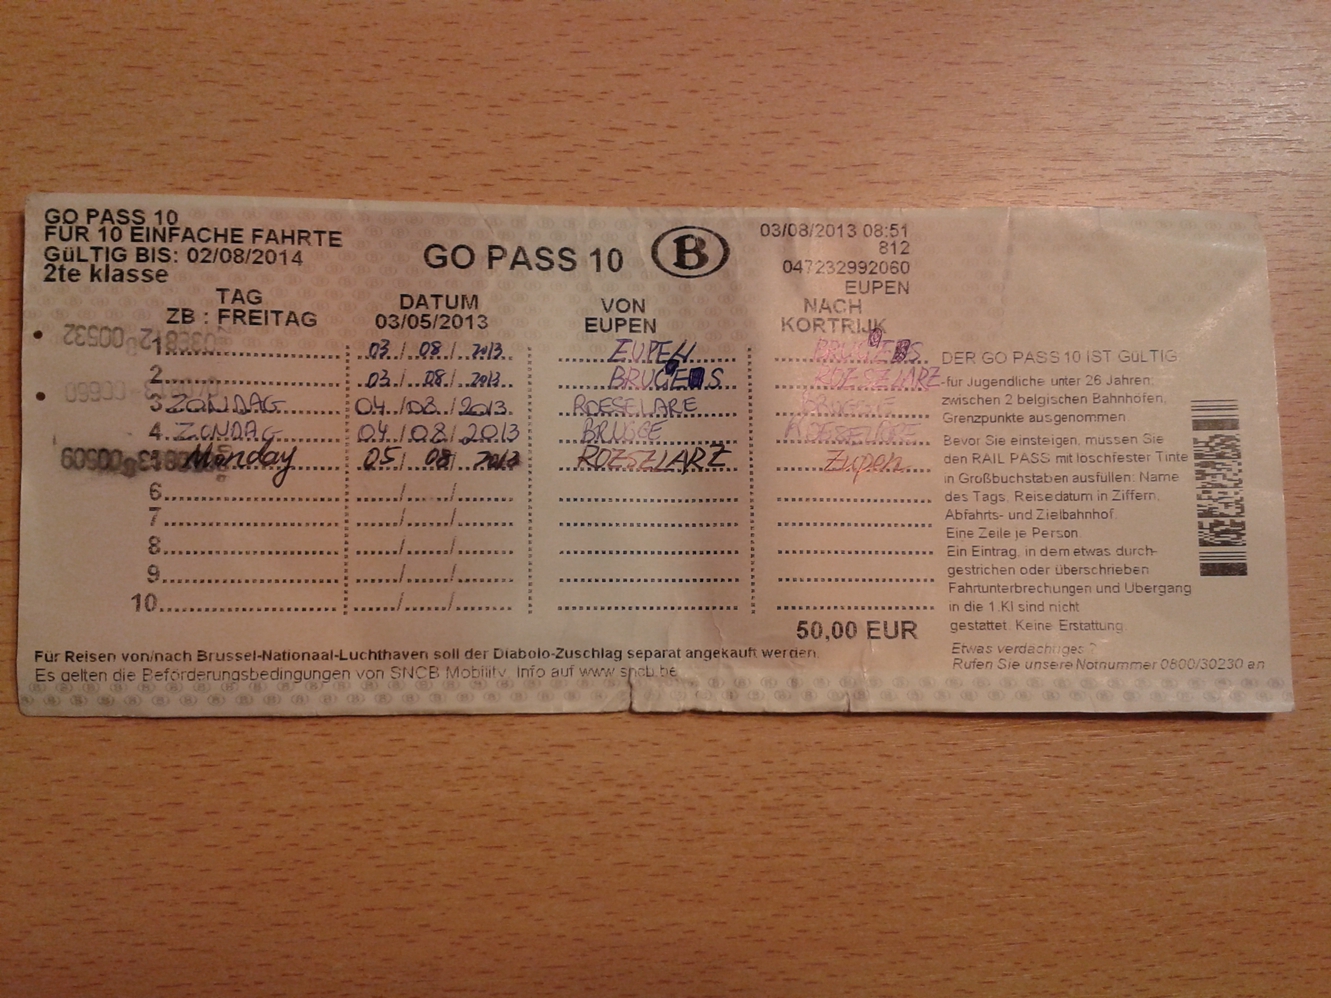 GO PASS 10
FUR 10 EINFACHE FAHRTE
GüLTIG BIS: 02/08/2014
2te klasse
GO PASS 10 B
03/08/2013 08:51
812
047232992060
EUPEN
TAG DATUM VON NACH
ZB : FREITAG 03/05/2013 EUPEN KORTRIJK
1 03/08/2013 EUPEN
2 03/08/2013
3 ZONDAG 04/08/2013 ROESELARE
4 ZONDAG 04/08/2013 BRUGGE ROESELARE
Monday 05/08/2013 Eupen
6
7
8
9
10
50,00 EUR
DER GO PASS 10 IST GüLTIG:
-für Jugendliche unter 26 Jahren;
zwischen 2 belgischen Bahnhöfen,
Grenzpunkte ausgenommen
Bevor Sie einsteigen, mussen Sie
den RAIL PASS mit löschfester Tinte
in Großbuchstaben ausfullen: Name
des Tags, Reisedatum in Ziffern,
Abfahrts- und Zielbahnhof.
Eine Zeile je Person.
Ein Eintrag, in dem etwas durch-
gestrichen oder überschrieben
Fahrtunterbrechungen und Ubergang
in die 1.Kl sind nicht
gestattet. Keine Erstattung
Etwas verdächtiges ?
Rufen Sie unsere Notnummer 0800/30230 an
Für Reisen von/nach Brussel-Nationaal-Luchthaven soll der Diabolo-Zuschlag separat angekauft werden.
Es gelten die Beförderungsbedingungen von SNCB Mobility. Info auf www.sncb.be